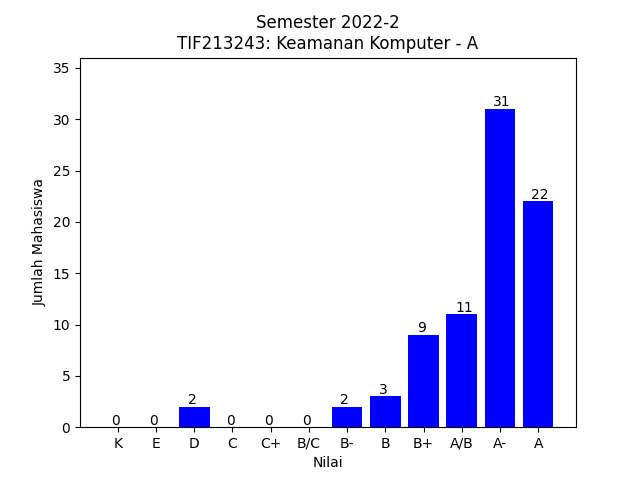 Semester 2022-2
TIF213243: Keamanan Komputer - A
35
30
25
20
15
10
5
0
Jumlah Mahasiswa
0 0 2 0 0 0 2 3 9 11 31 22
K E D C C+ B/C B- B B+ A/B A- A
Nilai